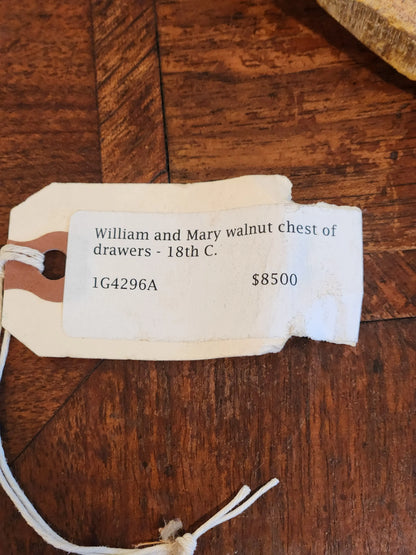 William and Mary walnut chest of
drawers - 18th C.
1G4296A $8500